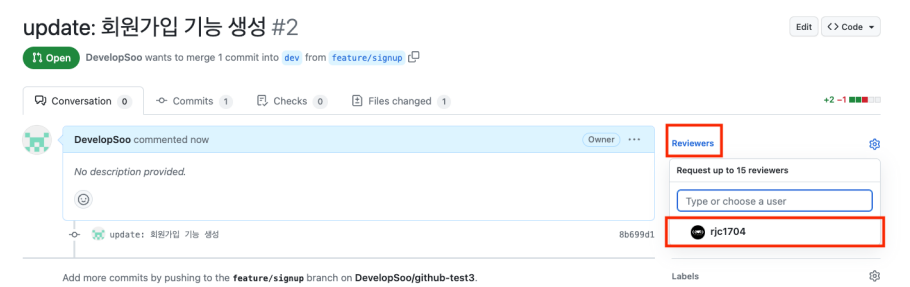 update: 회원가입 기능 생성 #2
Edit
<> Code
Open
DevelopSoo wants to merge 1 commit into dev from feature/signup
Conversation 0
Commits 1
Checks 0
Files changed 1
+2 −1
DevelopSoo commented now
Owner
No description provided.
update: 회원가입 기능 생성
8b699d1
Add more commits by pushing to the feature/signup branch on DevelopSoo/github-test3.
Reviewers
Request up to 15 reviewers
Type or choose a user
rjc1704
Labels